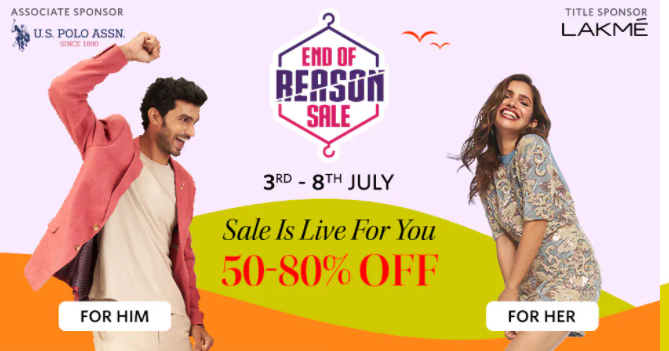 ASSOCIATE SPONSOR
U.S. POLO ASSN.
SINCE 1890
TITLE SPONSOR
LAKMÉ
END OF
REASON
SALE
3RD - 8TH JULY
Sale Is Live For You
50-80% OFF
FOR HIM
FOR HER